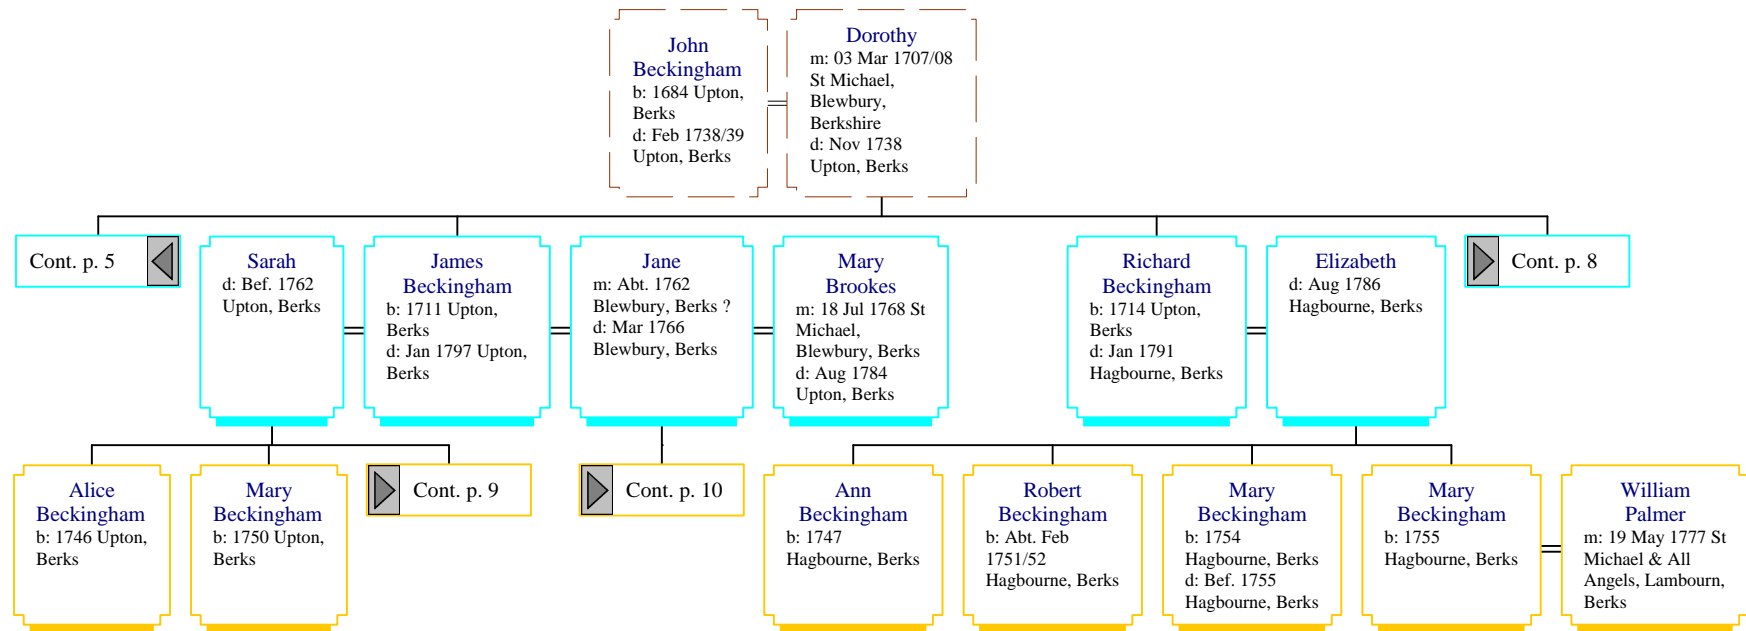 John
Beckingham
b: 1684 Upton,
Berks
d: Feb 1738/39
Upton, Berks
Dorothy
m: 03 Mar 1707/08
St Michael,
Blewbury,
Berkshire
d: Nov 1738
Upton, Berks
Cont. p. 5
Sarah
d: Bef. 1762
Upton, Berks
James
Beckingham
b: 1711 Upton,
Berks
d: Jan 1797 Upton,
Berks
Jane
m: Abt. 1762
Blewbury, Berks ?
d: Mar 1766
Blewbury, Berks
Mary
Brookes
m: 18 Jul 1768 St
Michael,
Blewbury, Berks
d: Aug 1784
Upton, Berks
Richard
Beckingham
b: 1714 Upton,
Berks
d: Jan 1791
Hagbourne, Berks
Elizabeth
d: Aug 1786
Hagbourne, Berks
Cont. p. 8
Alice
Beckingham
b: 1746 Upton,
Berks
Mary
Beckingham
b: 1750 Upton,
Berks
Cont. p. 9
Cont. p. 10
Ann
Beckingham
b: 1747
Hagbourne, Berks
Robert
Beckingham
b: Abt. Feb
1751/52
Hagbourne, Berks
Mary
Beckingham
b: 1754
Hagbourne, Berks
d: Bef. 1755
Hagbourne, Berks
Mary
Beckingham
b: 1755
Hagbourne, Berks
William
Palmer
m: 19 May 1777 St
Michael & All
Angels, Lambourn,
Berks